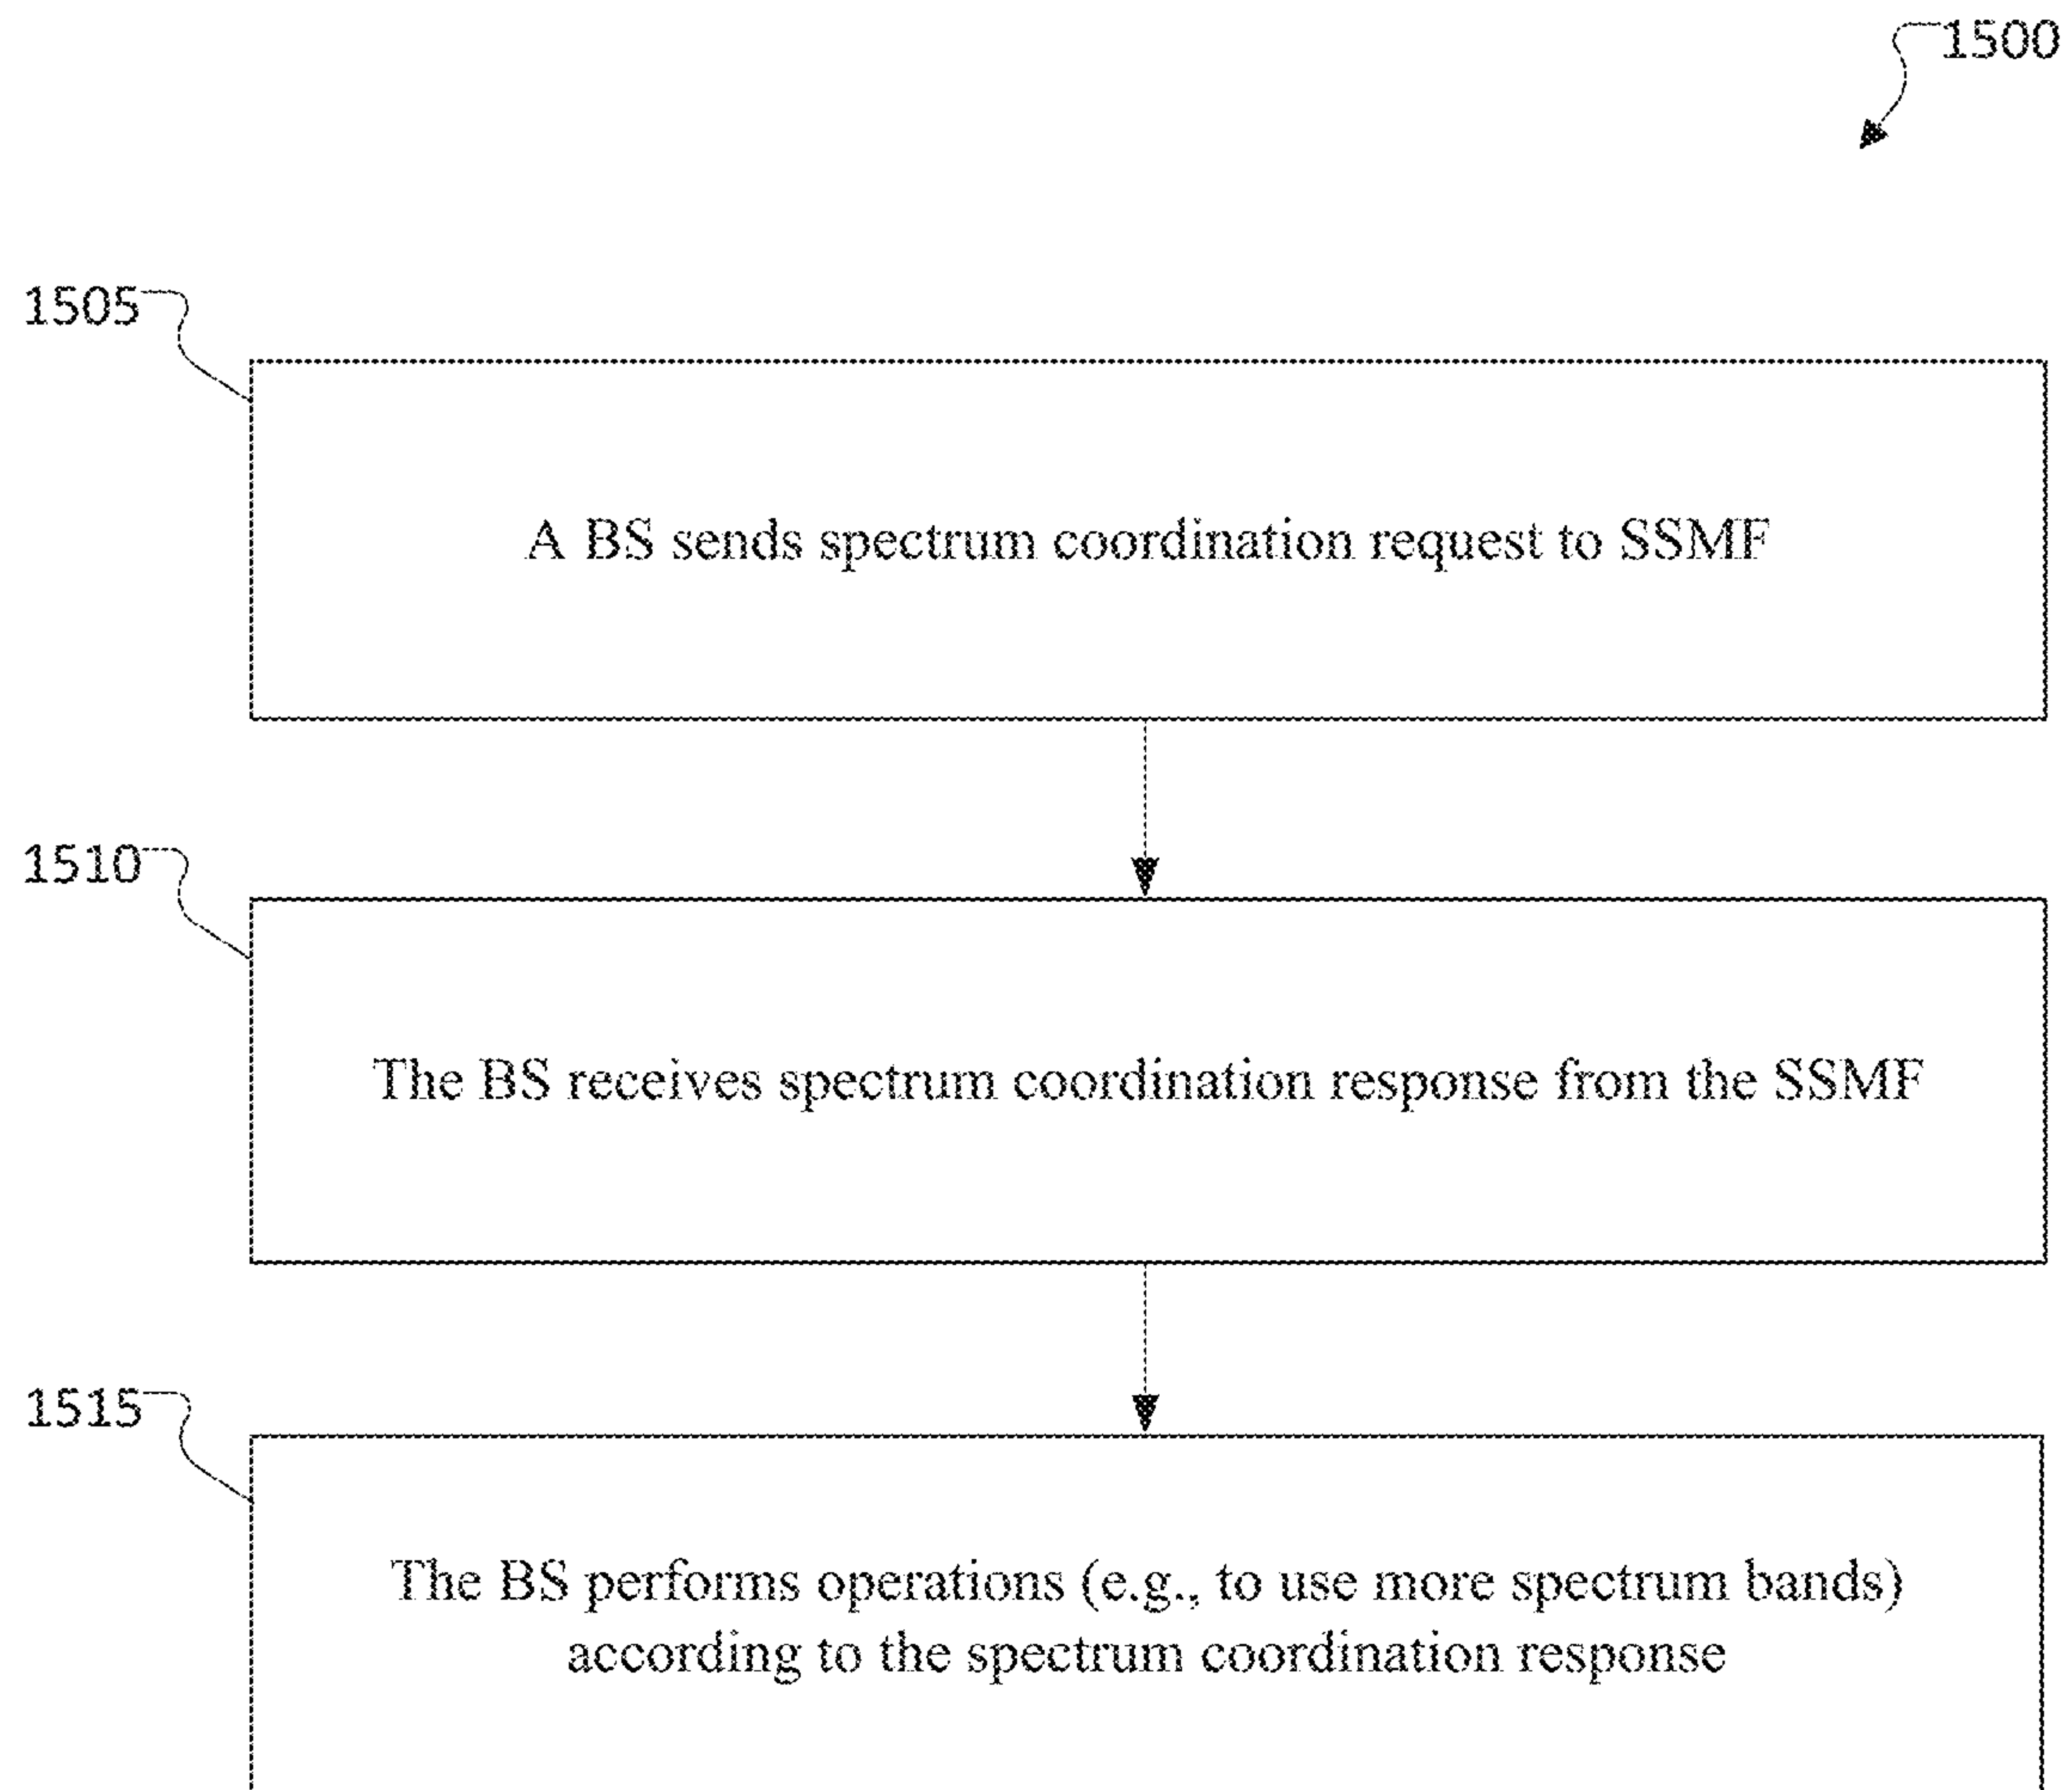 1500
1505
A BS sends spectrum coordination request to SSMF
1510
The BS receives spectrum coordination response from the SSMF
1515
The BS performs operations (e.g., to use more spectrum bands)
according to the spectrum coordination response